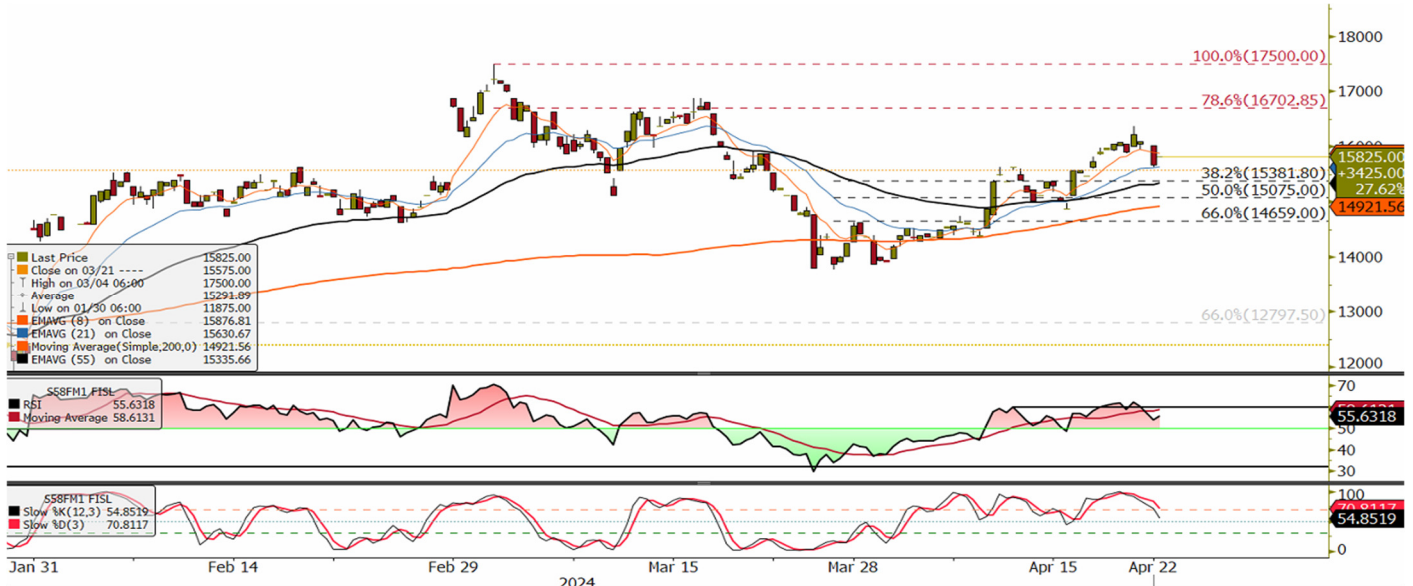 18000
100.0%(17500.00)
17000
78.6%(16702.85)
16000
15825.00
+3425.00
27.62%
38.2%(15381.80)
50.0%(15075.00)
14921.56
66.0%(14659.00)
14000
66.0%(12797.50)
13000
12000
Last Price 15825.00
Close on 03/21 ---- 15575.00
High on 03/04 06:00 17500.00
Average 15291.89
Low on 01/30 06:00 11875.00
EMAVG (8) on Close 15876.81
EMAVG (21) on Close 15630.67
Moving Average(Simple,200,0) 14921.56
EMAVG (55) on Close 15335.66
S58FM1 FISL
RSI 55.6318
Moving Average 58.6131
70
55.6318
50
40
30
S58FM1 FISL
Slow %K(12,3) 54.8519
Slow %D(3) 70.8117
100
70.8117
54.8519
0
Jan 31 Feb 14 Feb 29 Mar 15 Mar 28 Apr 15 Apr 22
2024